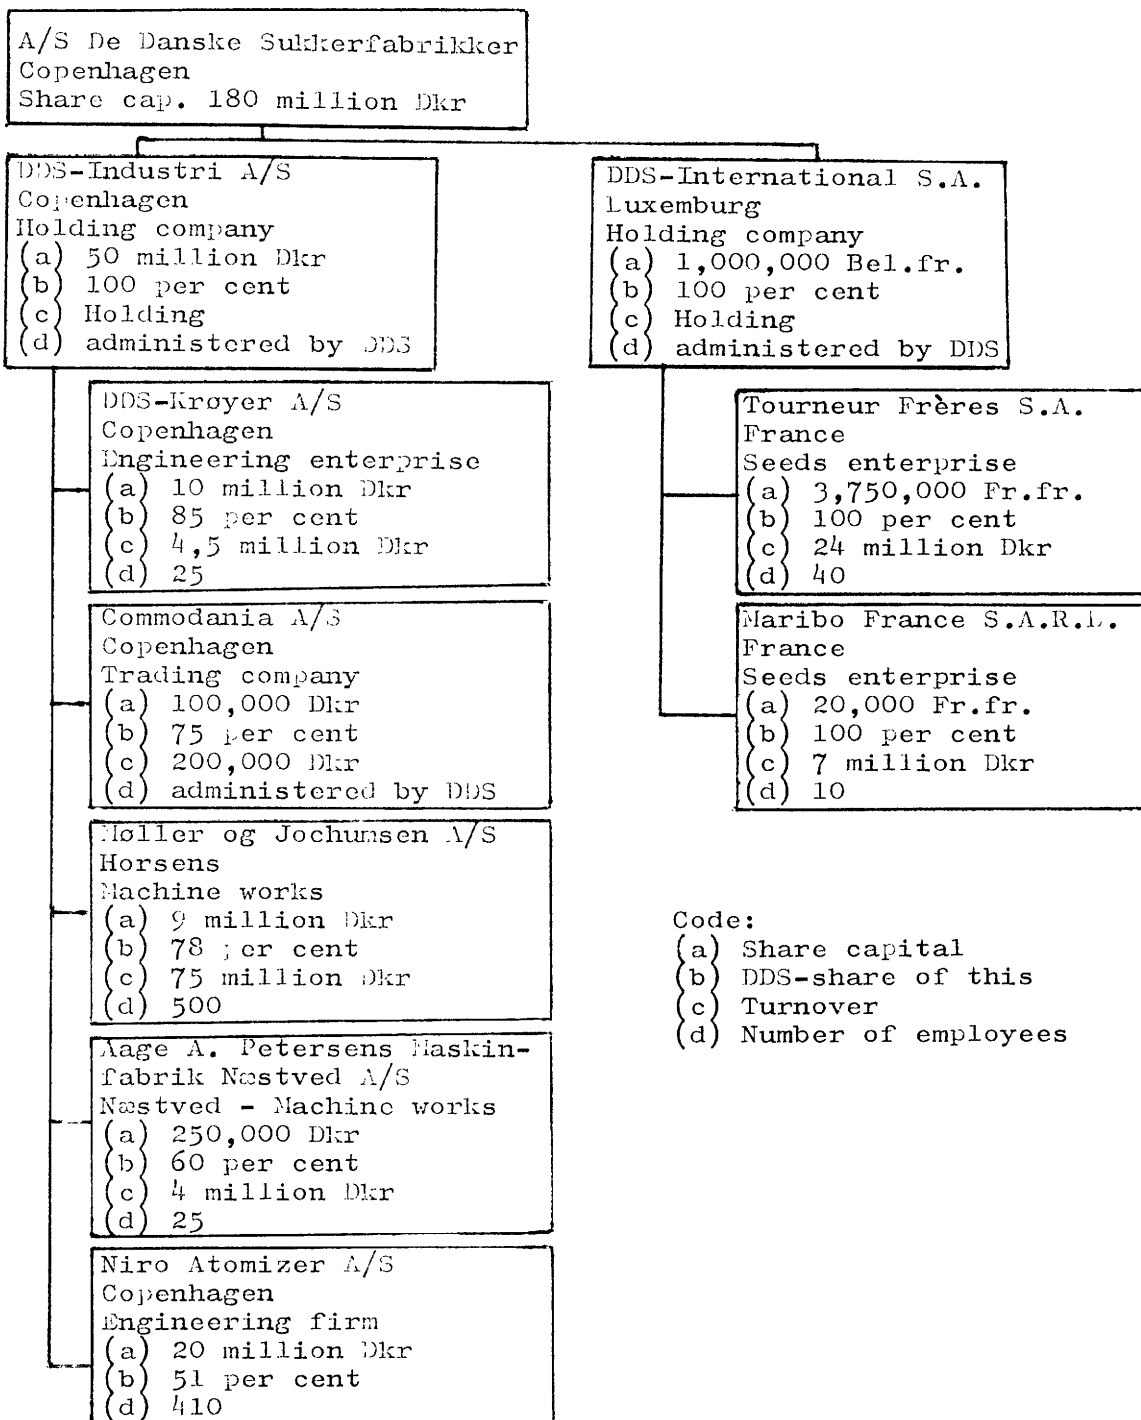 A/S De Danske Sukkerfabrikker
Copenhagen
Share cap. 180 million Dkr
DDS-Industri A/S
Copenhagen
Holding company
(a) 50 million Dkr
(b) 100 per cent
(c) Holding
(d) administered by DDS
DDS-International S.A.
Luxemburg
Holding company
(a) 1,000,000 Bel.fr.
(b) 100 per cent
(c) Holding
(d) administered by DDS
DDS-Krøyer A/S
Copenhagen
Engineering enterprise
(a) 10 million Dkr
(b) 85 per cent
(c) 4,5 million Dkr
(d) 25
Commodania A/S
Copenhagen
Trading company
(a) 100,000 Dkr
(b) 75 per cent
(c) 200,000 Dkr
(d) administered by DDS
Møller og Jochumsen A/S
Horsens
Machine works
(a) 9 million Dkr
(b) 78 per cent
(c) 75 million Dkr
(d) 500
Aage A. Petersens Maskin-
fabrik Næstved A/S
Næstved - Machine works
(a) 250,000 Dkr
(b) 60 per cent
(c) 4 million Dkr
(d) 25
Niro Atomizer A/S
Copenhagen
Engineering firm
(a) 20 million Dkr
(b) 51 per cent
(d) 410
Tourneur Frères S.A.
France
Seeds enterprise
(a) 3,750,000 Fr.fr.
(b) 100 per cent
(c) 24 million Dkr
(d) 40
Maribo France S.A.R.L.
France
Seeds enterprise
(a) 20,000 Fr.fr.
(b) 100 per cent
(c) 7 million Dkr
(d) 10
Code:
(a) Share capital
(b) DDS-share of this
(c) Turnover
(d) Number of employees